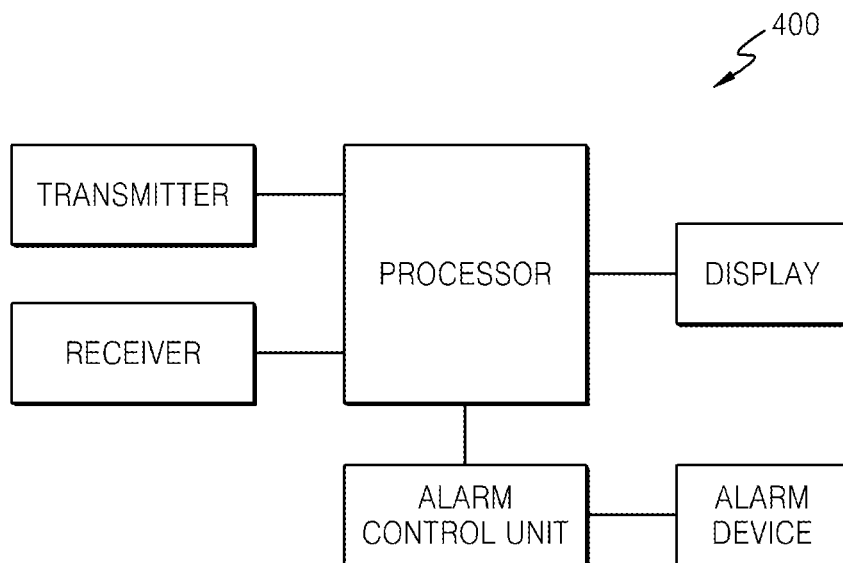 400
TRANSMITTER
PROCESSOR
DISPLAY
RECEIVER
ALARM
CONTROL UNIT
ALARM
DEVICE